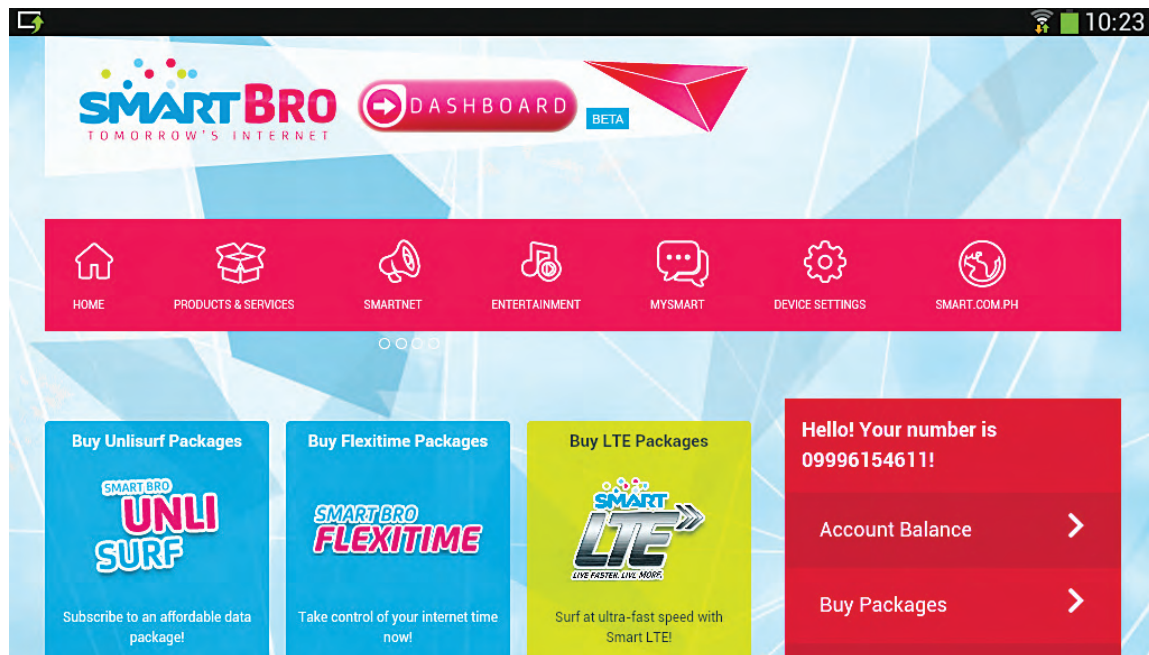 10:23
SMARTBRO
TOMORROW'S INTERNET
DASHBOARD
BETA
HOME
PRODUCTS & SERVICES
SMARTNET
ENTERTAINMENT
MYSMART
DEVICE SETTINGS
SMART.COM.PH
Buy Unlisurf Packages
SMART BRO
UNLI
SURF
Subscribe to an affordable data
package!
Buy Flexitime Packages
SMART BRO
FLEXITIME
Take control of your internet time
now!
Buy LTE Packages
SMART
LTE
LIVE FASTER. LIVE MORE.
Surf at ultra-fast speed with
Smart LTE!
Hello! Your number is
09996154611!
Account Balance
Buy Packages